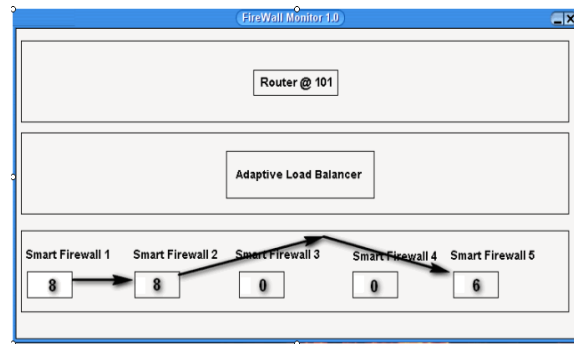 FireWall Monitor 1.0
Router @ 101
Adaptive Load Balancer
Smart Firewall 1 Smart Firewall 2 Smart Firewall 3 Smart Firewall 4 Smart Firewall 5
8 8 0 0 6